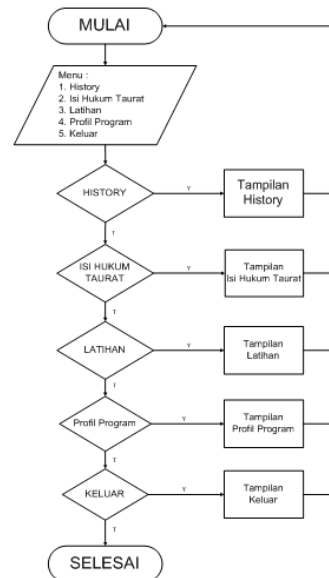 MULAI
Menu :
1. History
2. Isi Hukum Taurat
3. Latihan
4. Profil Program
5. Keluar
HISTORY
Y
Tampilan
History
T
ISI HUKUM
TAURAT
Y
Tampilan
Isi Hukum Taurat
T
LATIHAN
Y
Tampilan
Latihan
T
Profil Program
Y
Tampilan
Profil Program
T
KELUAR
Y
Tampilan
Keluar
T
SELESAI